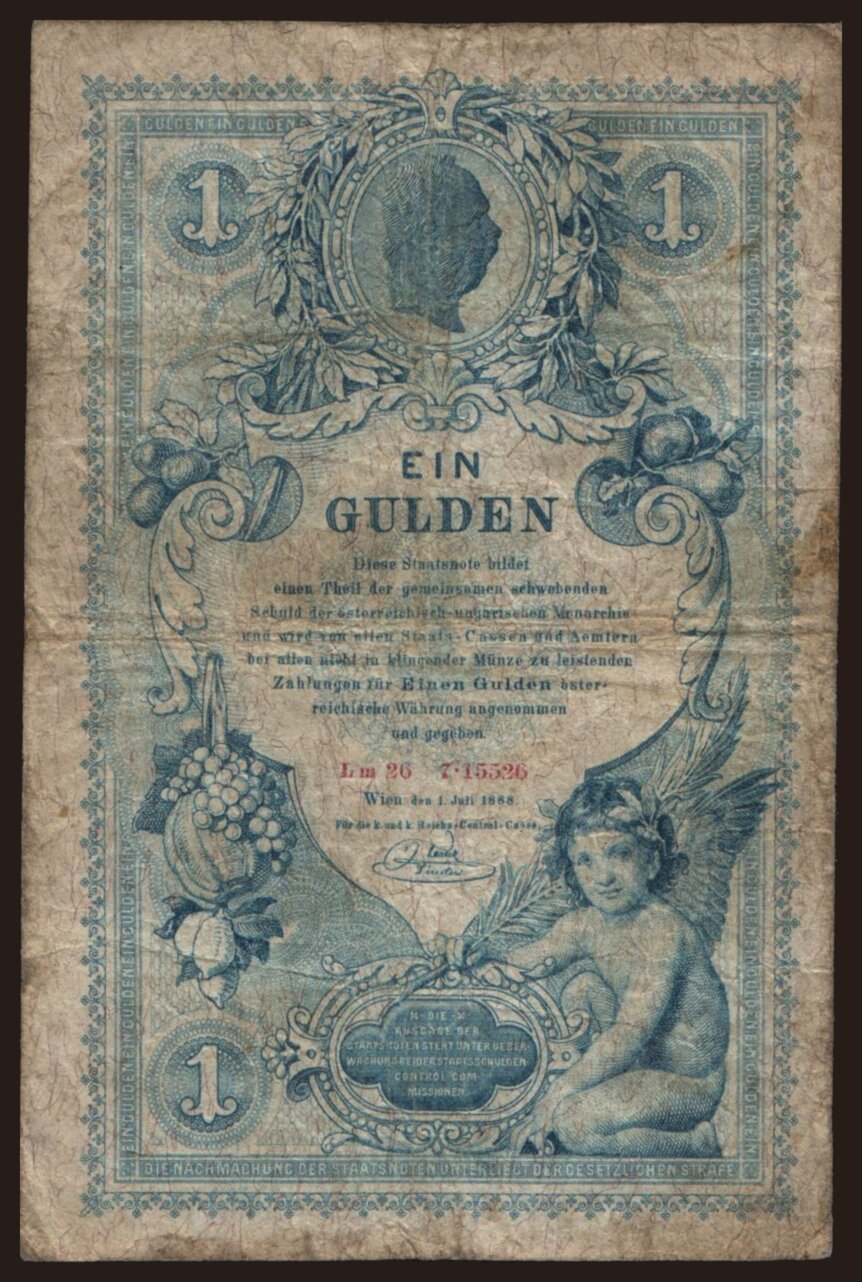 GULDEN EIN GULDEN
GULDEN EIN GULDEN
1
1
EIN
GULDEN
Diese Staatsnote bildet
einen Theil der gemeinsamen schwebenden
Schuld der österreichisch-ungarischen Monarchie
und wird von allen Staats-Cassen und Aemtern
bei allen nicht in klingender Münze zu leistenden
Zahlungen für Einen Gulden öster-
reichische Währung angenommen
und gegeben.
Lm 26 7·15526
Wien den 1. Juli 1888.
Für die k. und k. Reichs-Central-Casse.
DIE
AUSGABE DER
STAATSNOTEN STEHT UNTER UEBER-
WACHUNG BEIDER STAATSSCHULDEN
CONTROL COM-
MISSIONEN
1
DIE NACHMACHUNG DER STAATSNOTEN UNTERLIEGT DER GESETZLICHEN STRAFE